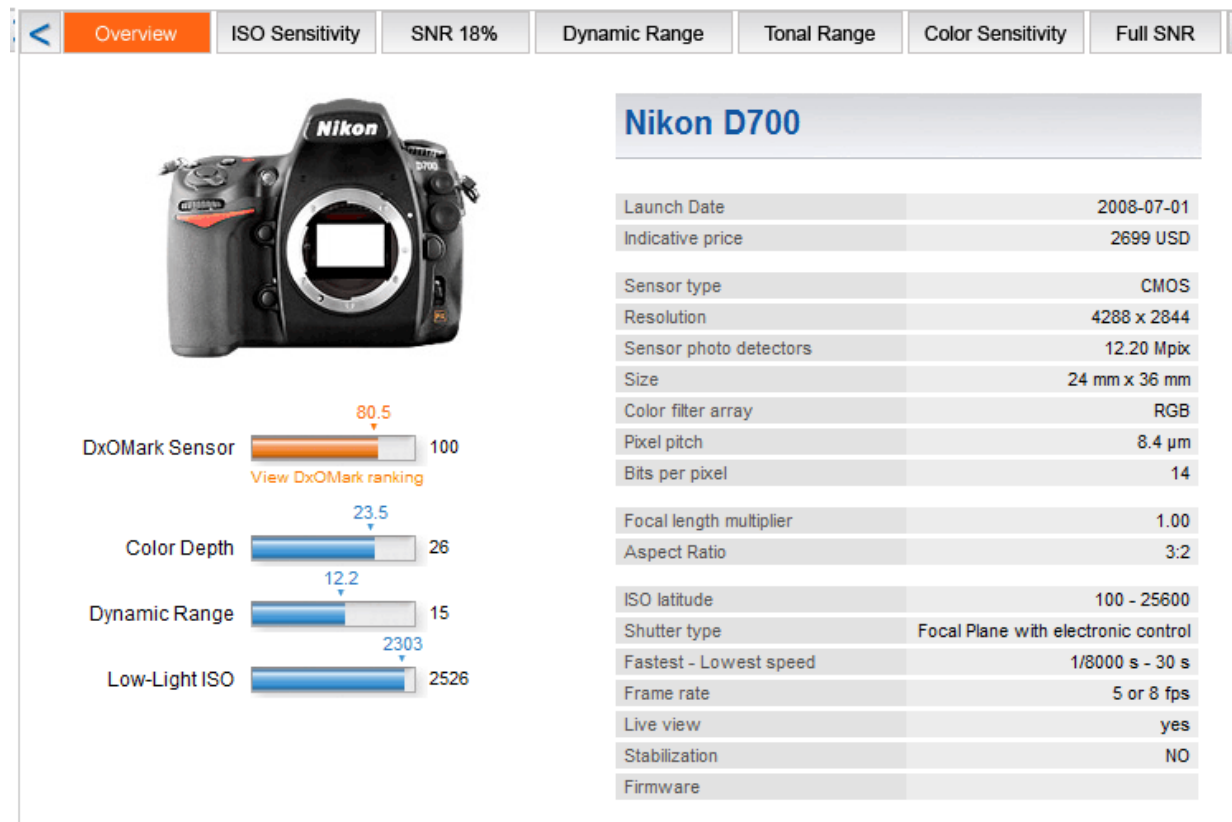 < Overview ISO Sensitivity SNR 18% Dynamic Range Tonal Range Color Sensitivity Full SNR
Nikon
D700
80.5
DxOMark Sensor 100
View DxOMark ranking
23.5
Color Depth 26
12.2
Dynamic Range 15
2303
Low-Light ISO 2526
Nikon D700
Launch Date 2008-07-01
Indicative price 2699 USD
Sensor type CMOS
Resolution 4288 x 2844
Sensor photo detectors 12.20 Mpix
Size 24 mm x 36 mm
Color filter array RGB
Pixel pitch 8.4 µm
Bits per pixel 14
Focal length multiplier 1.00
Aspect Ratio 3:2
ISO latitude 100 - 25600
Shutter type Focal Plane with electronic control
Fastest - Lowest speed 1/8000 s - 30 s
Frame rate 5 or 8 fps
Live view yes
Stabilization NO
Firmware